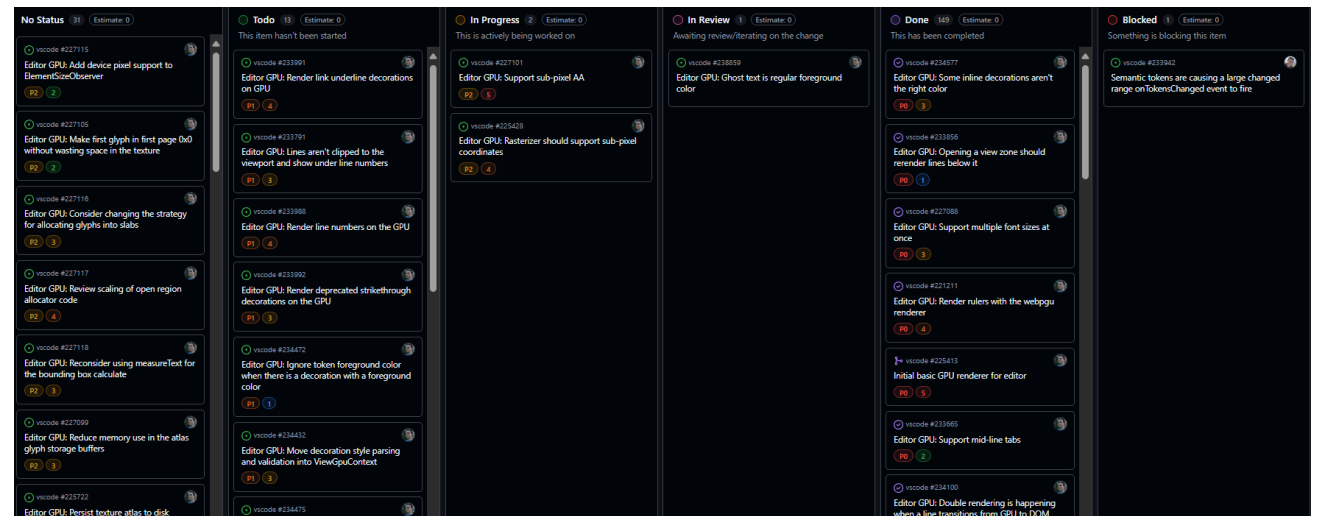 No Status 31 Estimate: 0
vscode #227115
Editor GPU: Add device pixel support to
ElementSizeObserver
P2 2
vscode #227105
Editor GPU: Make first glyph in first page 0x0
without wasting space in the texture
P2 2
vscode #227116
Editor GPU: Consider changing the strategy
for allocating glyphs into slabs
P2 3
vscode #227117
Editor GPU: Review scaling of open region
allocator code
P2 4
vscode #227118
Editor GPU: Reconsider using measureText for
the bounding box calculate
P2 3
vscode #227099
Editor GPU: Reduce memory use in the atlas
glyph storage buffers
P2 3
vscode #225722
Editor GPU: Persist texture atlas to disk
Todo 13 Estimate: 0
This item hasn't been started
vscode #233991
Editor GPU: Render link underline decorations
on GPU
P1 4
vscode #233791
Editor GPU: Lines aren't clipped to the
viewport and show under line numbers
P1 3
vscode #233988
Editor GPU: Render line numbers on the GPU
P1 4
vscode #233992
Editor GPU: Render deprecated strikethrough
decorations on the GPU
P1 3
vscode #234472
Editor GPU: Ignore token foreground color
when there is a decoration with a foreground
color
P1 1
vscode #234432
Editor GPU: Move decoration style parsing
and validation into ViewGpuContext
P1 3
vscode #234475
In Progress 2 Estimate: 0
This is actively being worked on
vscode #227101
Editor GPU: Support sub-pixel AA
P2 5
vscode #225428
Editor GPU: Rasterizer should support sub-pixel
coordinates
P2 4
In Review 1 Estimate: 0
Awaiting review/iterating on the change
vscode #238859
Editor GPU: Ghost text is regular foreground
color
Done 149 Estimate: 0
This has been completed
vscode #234577
Editor GPU: Some inline decorations aren't
the right color
P0 3
vscode #233856
Editor GPU: Opening a view zone should
rerender lines below it
P0 1
vscode #227088
Editor GPU: Support multiple font sizes at
once
P0 3
vscode #221211
Editor GPU: Render rulers with the webpgu
renderer
P0 4
vscode #225413
Initial basic GPU renderer for editor
P0 5
vscode #233665
Editor GPU: Support mid-line tabs
P0 2
vscode #234100
Editor GPU: Double rendering is happening
when a line transitions from GPU to DOM
Blocked 1 Estimate: 0
Something is blocking this item
vscode #233942
Semantic tokens are causing a large changed
range onTokensChanged event to fire